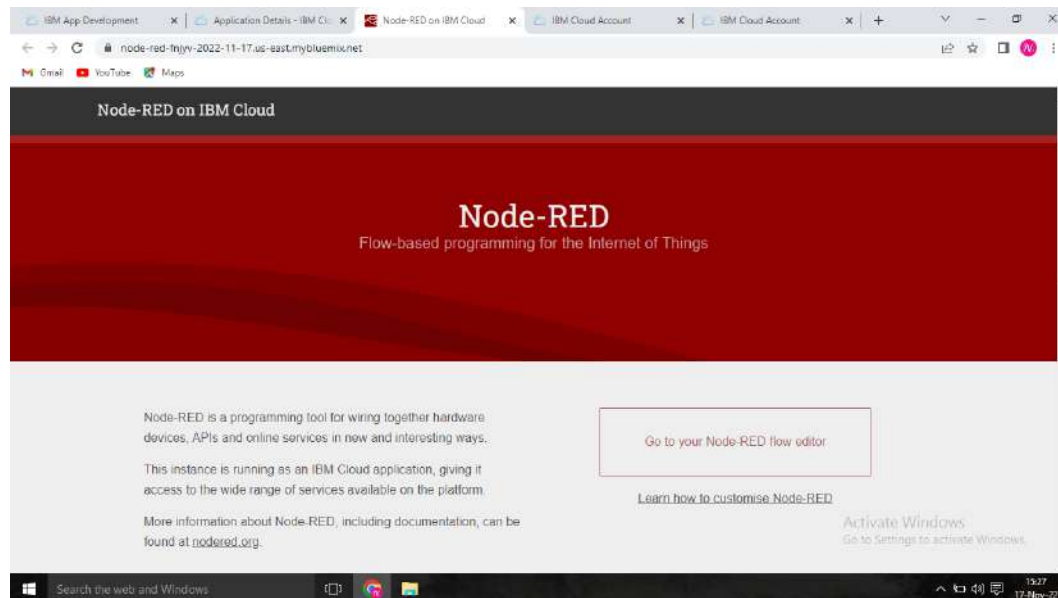 IBM App Development
Application Details - IBM Clo
Node-RED on IBM Cloud
IBM Cloud Account
IBM Cloud Account
node-red-fnjyv-2022-11-17.us-east.mybluemix.net
Gmail
YouTube
Maps
Node-RED on IBM Cloud
Node-RED
Flow-based programming for the Internet of Things
Node-RED is a programming tool for wiring together hardware
devices, APIs and online services in new and interesting ways.
This instance is running as an IBM Cloud application, giving it
access to the wide range of services available on the platform.
More information about Node-RED, including documentation, can be
found at nodered.org.
Go to your Node-RED flow editor
Learn how to customise Node-RED
Activate Windows
Go to Settings to activate Windows.
Search the web and Windows
15:27
17-Nov-22